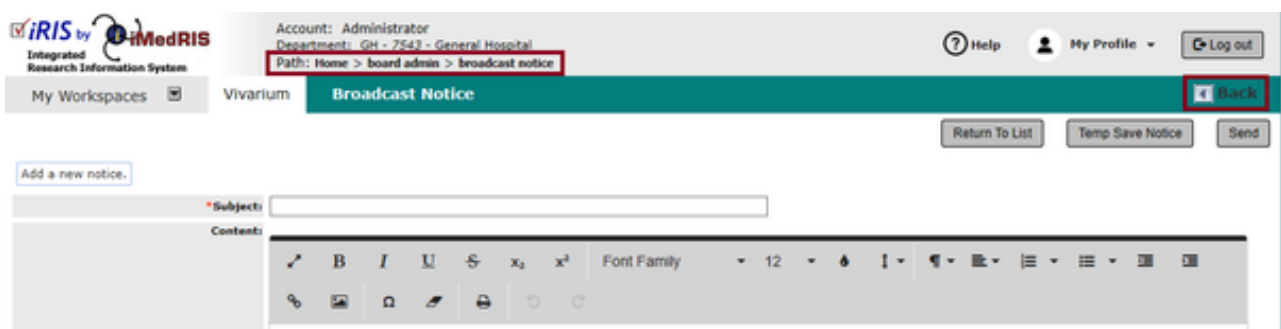 iRIS by iMedRIS
Integrated
Research Information System
Account: Administrator
Department: GH - 7543 - General Hospital
Path: Home > board admin > broadcast notice
Help
My Profile
Log out
My Workspaces
Vivarium
Broadcast Notice
Back
Return To List
Temp Save Notice
Send
Add a new notice.
*Subject:
Content:
B I U S x₂ x² Font Family 12 ¶
Ω